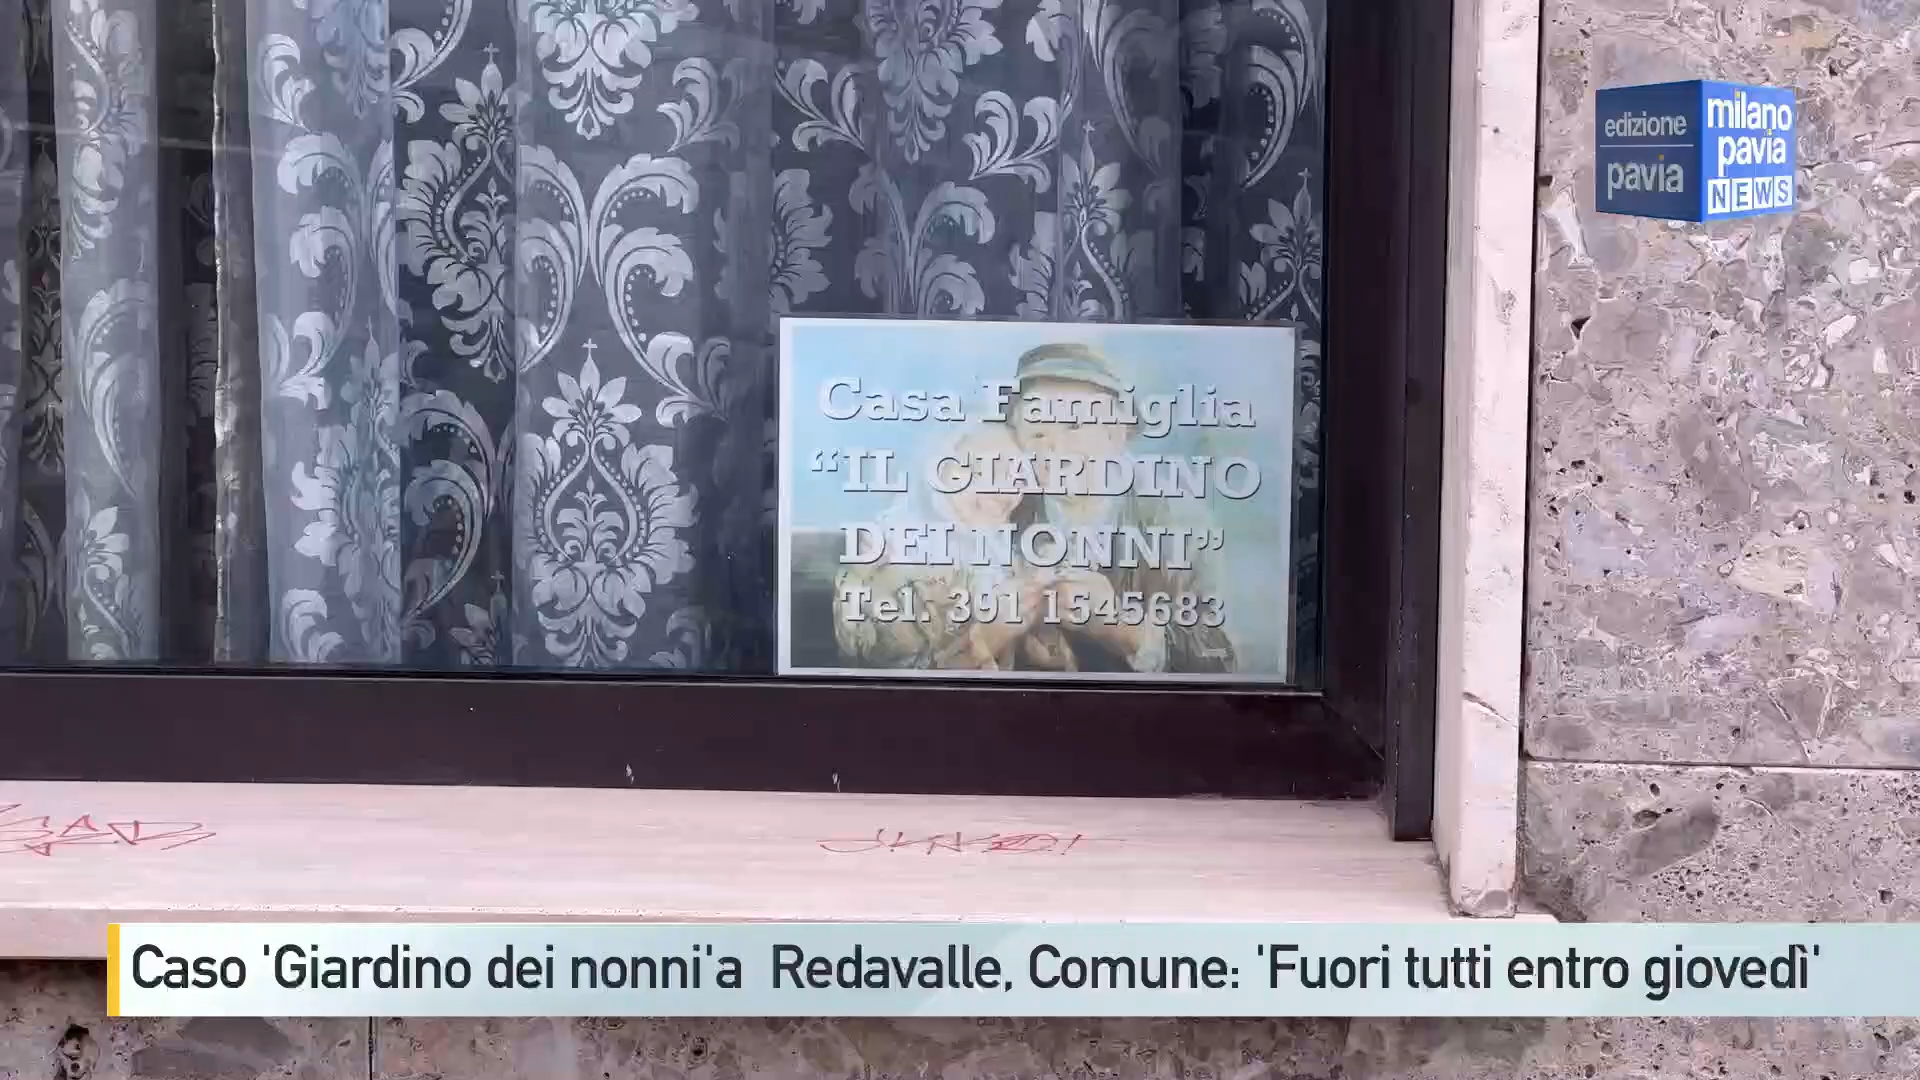 edizione
pavia
milano
pavia
NEWS
Casa Famiglia
“IL GIARDINO
DEI NONNI”
Tel. 391 1545683
Caso 'Giardino dei nonni'a Redavalle, Comune: 'Fuori tutti entro giovedì'